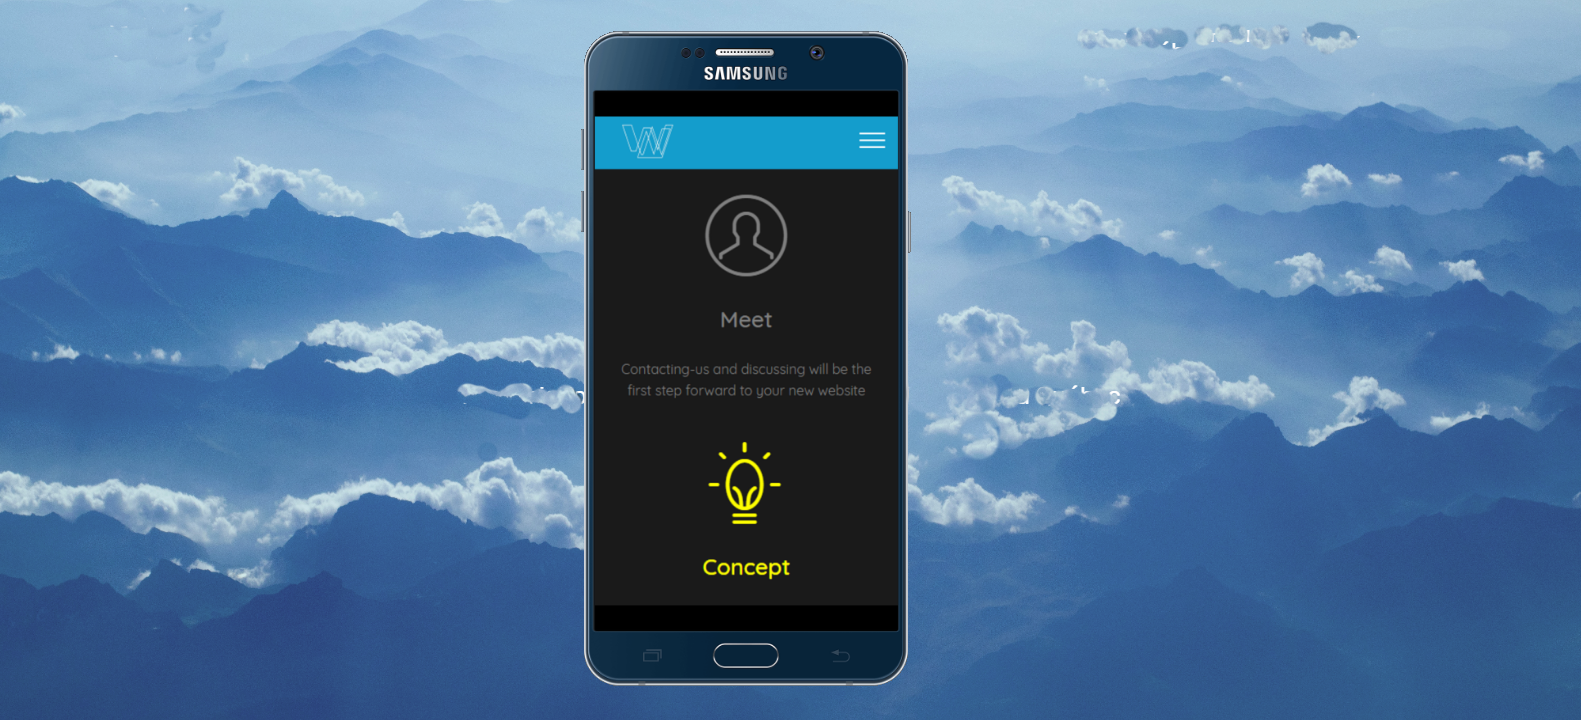 SAMSUNG
W
Meet
Contacting-us and discussing will be the
first step forward to your new website
Concept